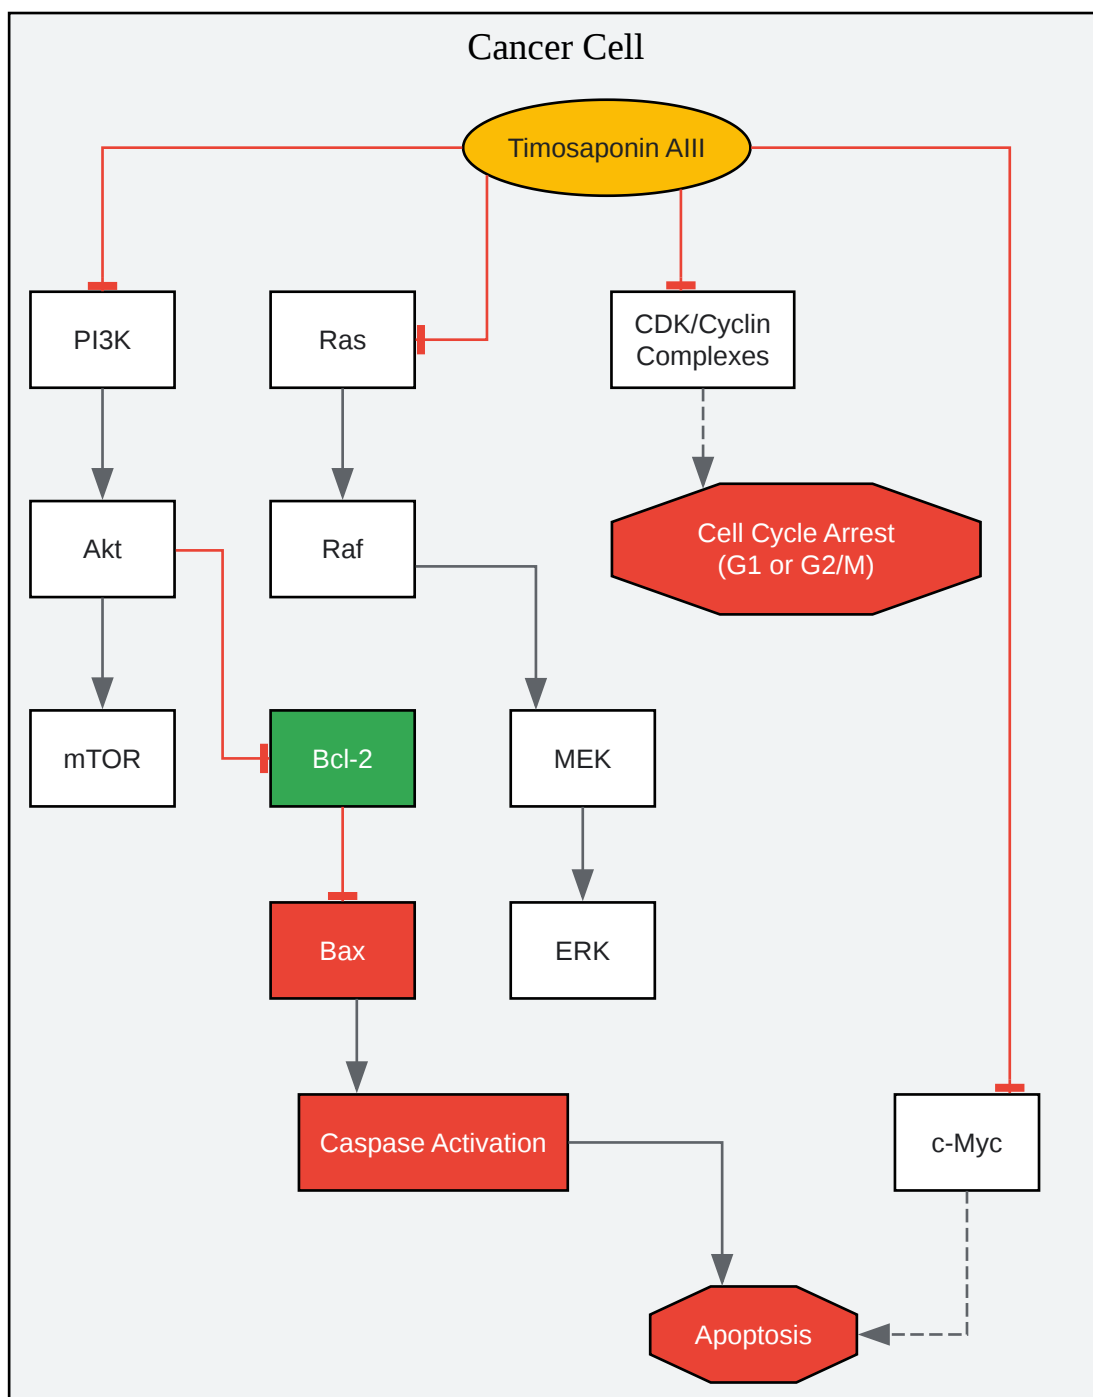 Cancer Cell
Timosaponin AIII
PI3K
Ras
CDK/Cyclin
Complexes
Akt
Raf
Cell Cycle Arrest
(G1 or G2/M)
mTOR
Bcl-2
MEK
Bax
ERK
Caspase Activation
c-Myc
Apoptosis